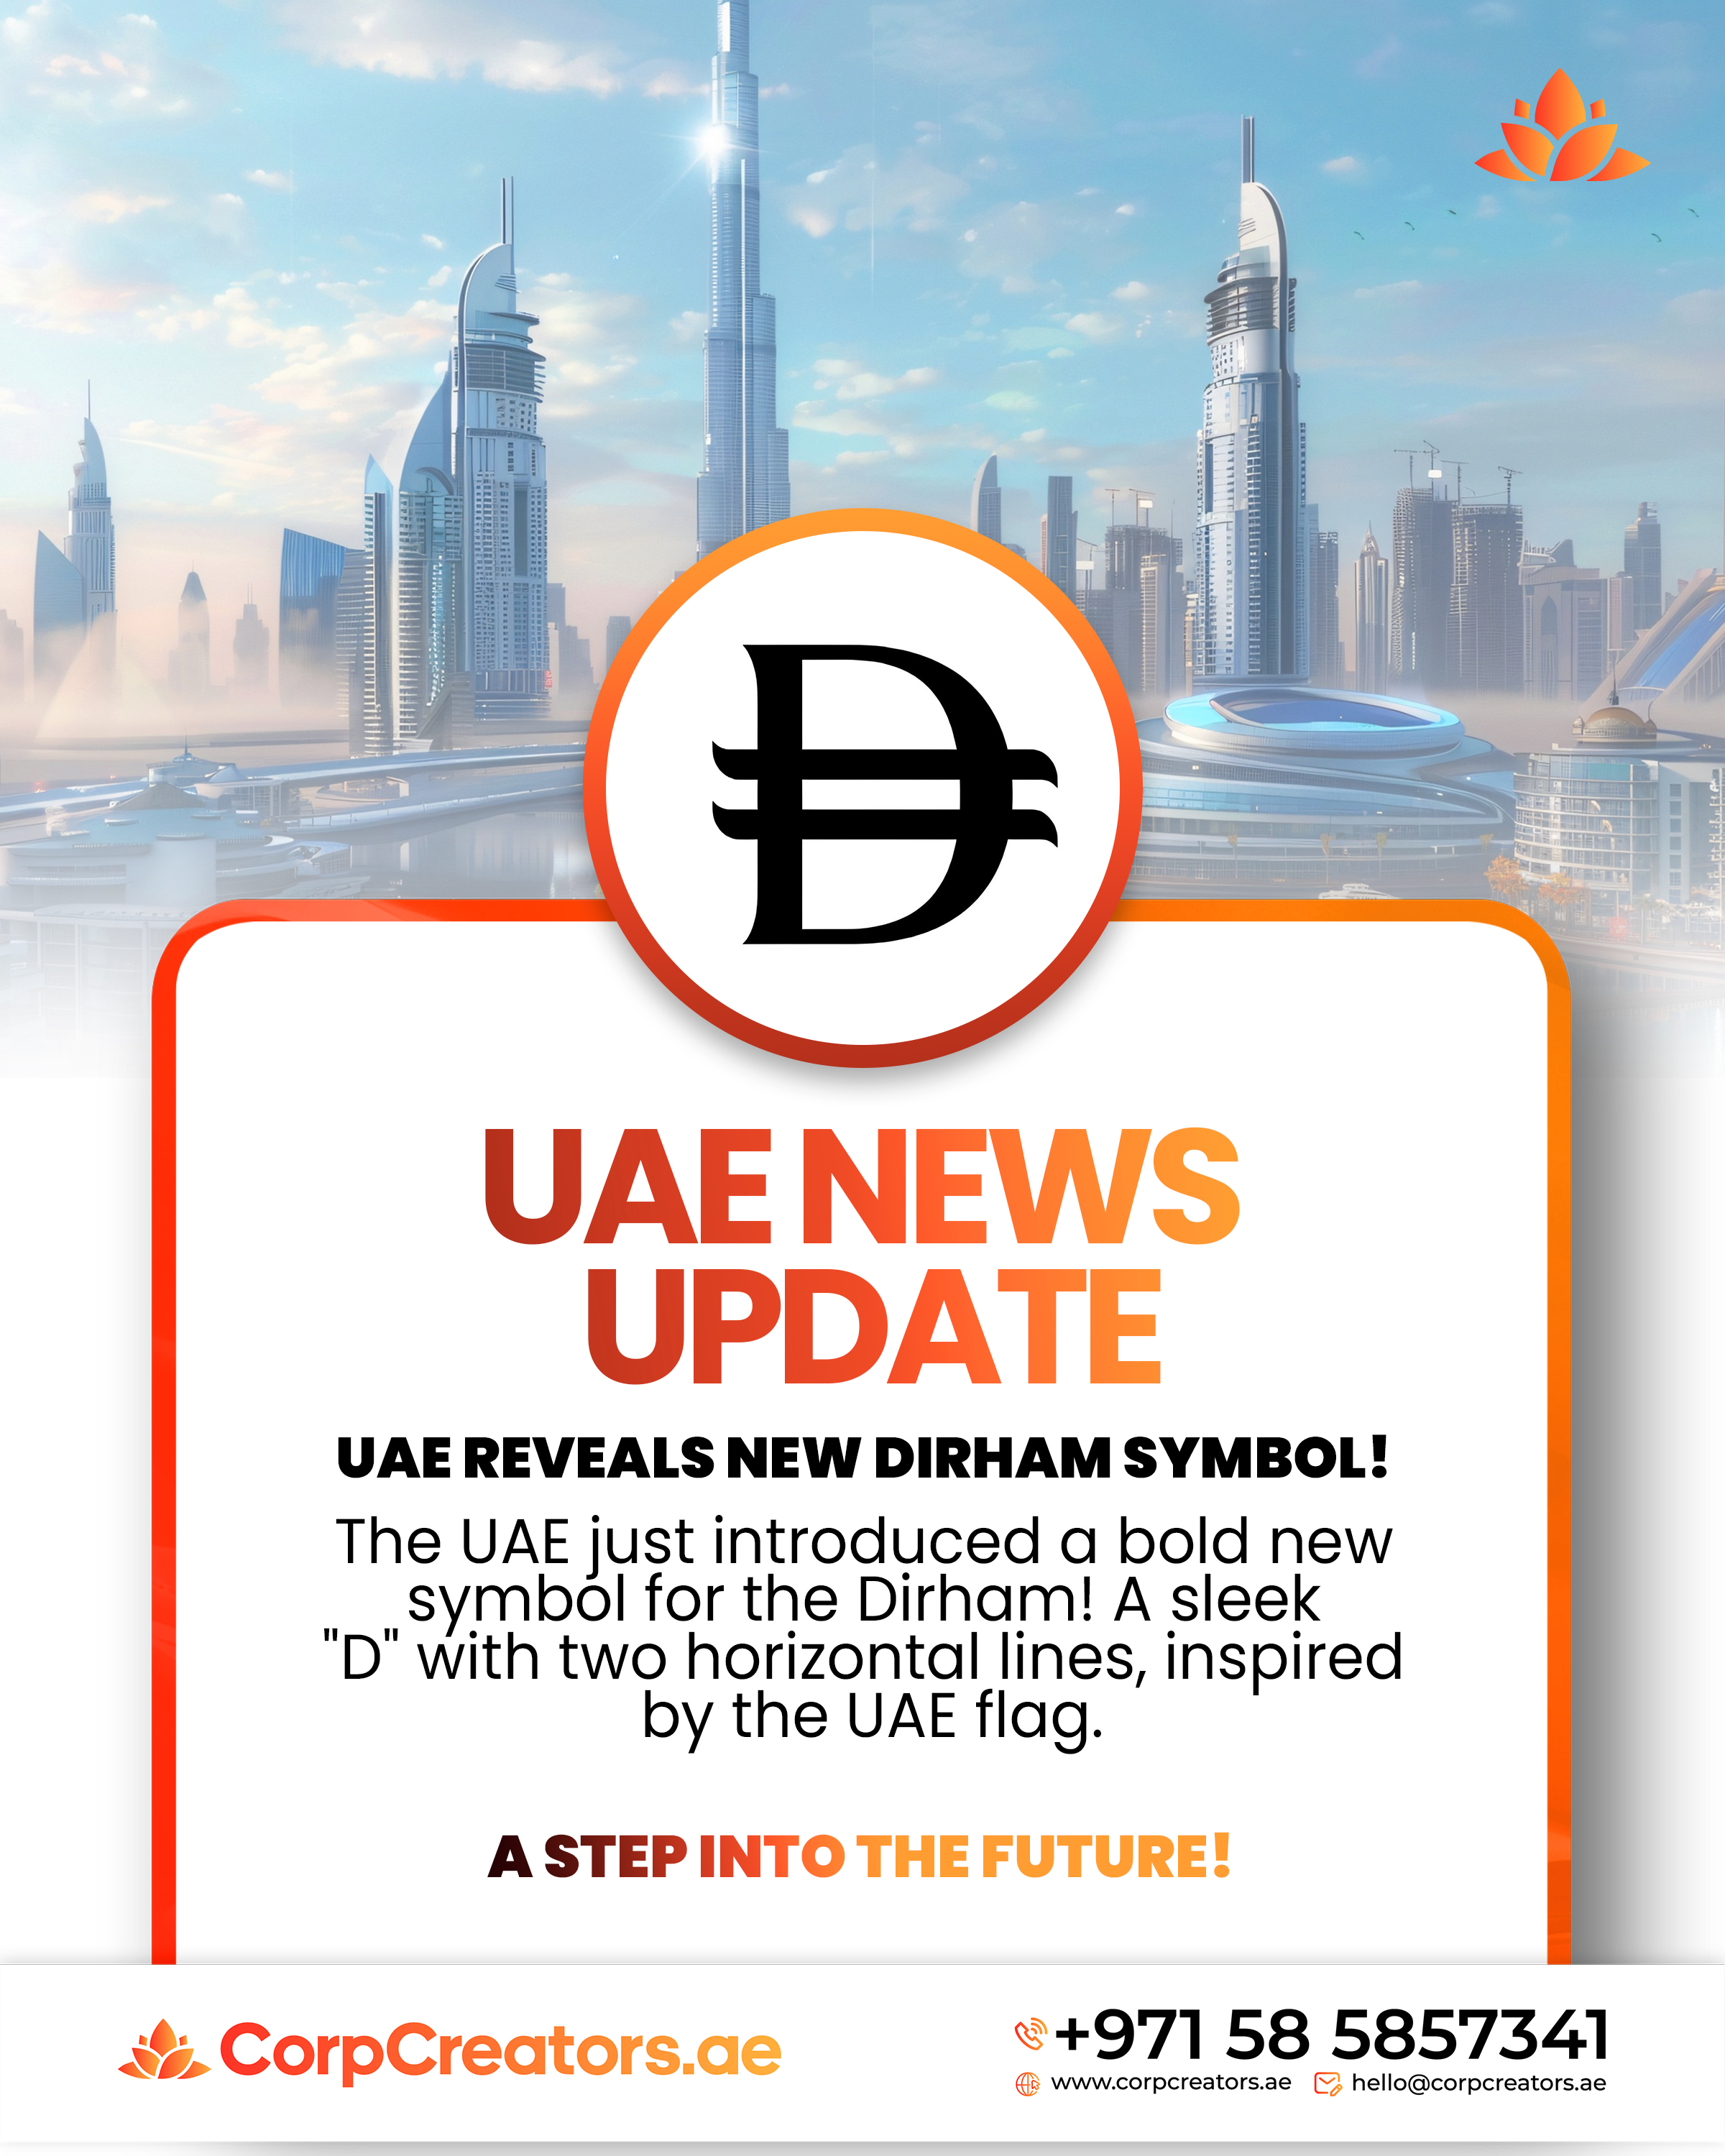 UAE NEWS
UPDATE
UAE REVEALS NEW DIRHAM SYMBOL!
The UAE just introduced a bold new
symbol for the Dirham! A sleek
"D" with two horizontal lines, inspired
by the UAE flag.
A STEP INTO THE FUTURE!
CorpCreators.ae
+971 58 5857341
www.corpcreators.ae hello@corpcreators.ae